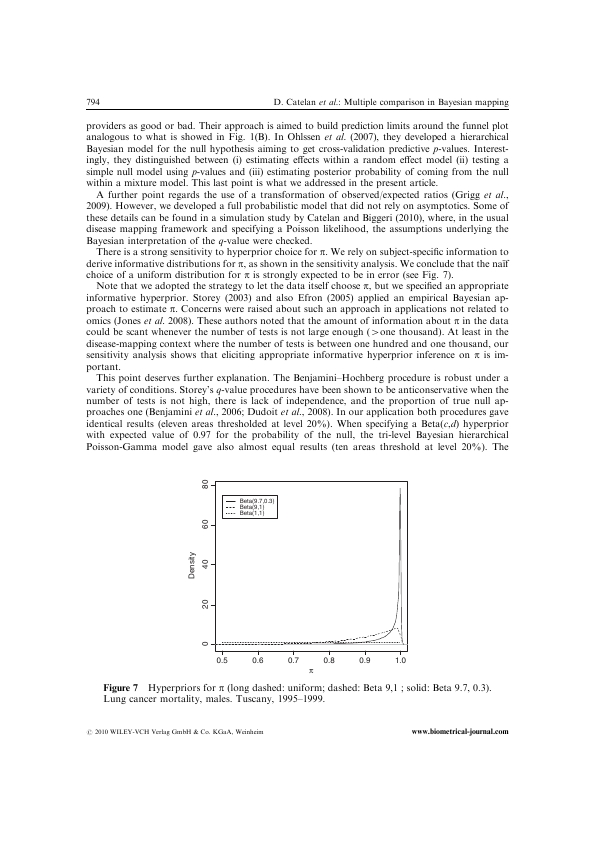 794
D. Catelan et al.: Multiple comparison in Bayesian mapping
providers as good or bad. Their approach is aimed to build prediction limits around the funnel plot
analogous to what is showed in Fig. 1(B). In Ohlssen et al. (2007), they developed a hierarchical
Bayesian model for the null hypothesis aiming to get cross-validation predictive p-values. Interest-
ingly, they distinguished between (i) estimating effects within a random effect model (ii) testing a
simple null model using p-values and (iii) estimating posterior probability of coming from the null
within a mixture model. This last point is what we addressed in the present article.
A further point regards the use of a transformation of observed/expected ratios (Grigg et al.,
2009). However, we developed a full probabilistic model that did not rely on asymptotics. Some of
these details can be found in a simulation study by Catelan and Biggeri (2010), where, in the usual
disease mapping framework and specifying a Poisson likelihood, the assumptions underlying the
Bayesian interpretation of the q-value were checked.
There is a strong sensitivity to hyperprior choice for π. We rely on subject-specific information to
derive informative distributions for π, as shown in the sensitivity analysis. We conclude that the naïf
choice of a uniform distribution for π is strongly expected to be in error (see Fig. 7).
Note that we adopted the strategy to let the data itself choose π, but we specified an appropriate
informative hyperprior. Storey (2003) and also Efron (2005) applied an empirical Bayesian ap-
proach to estimate π. Concerns were raised about such an approach in applications not related to
omics (Jones et al. 2008). These authors noted that the amount of information about π in the data
could be scant whenever the number of tests is not large enough (>one thousand). At least in the
disease-mapping context where the number of tests is between one hundred and one thousand, our
sensitivity analysis shows that eliciting appropriate informative hyperprior inference on π is im-
portant.
This point deserves further explanation. The Benjamini–Hochberg procedure is robust under a
variety of conditions. Storey's q-value procedures have been shown to be anticonservative when the
number of tests is not high, there is lack of independence, and the proportion of true null ap-
proaches one (Benjamini et al., 2006; Dudoit et al., 2008). In our application both procedures gave
identical results (eleven areas thresholded at level 20%). When specifying a Beta(c,d) hyperprior
with expected value of 0.97 for the probability of the null, the tri-level Bayesian hierarchical
Poisson-Gamma model gave also almost equal results (ten areas threshold at level 20%). The
80
60
40
20
0
Density
Beta(9.7,0.3)
Beta(9,1)
Beta(1,1)
0.5 0.6 0.7 0.8 0.9 1.0
π
Figure 7 Hyperpriors for π (long dashed: uniform; dashed: Beta 9,1 ; solid: Beta 9.7, 0.3).
Lung cancer mortality, males. Tuscany, 1995–1999.
© 2010 WILEY-VCH Verlag GmbH & Co. KGaA, Weinheim
www.biometrical-journal.com